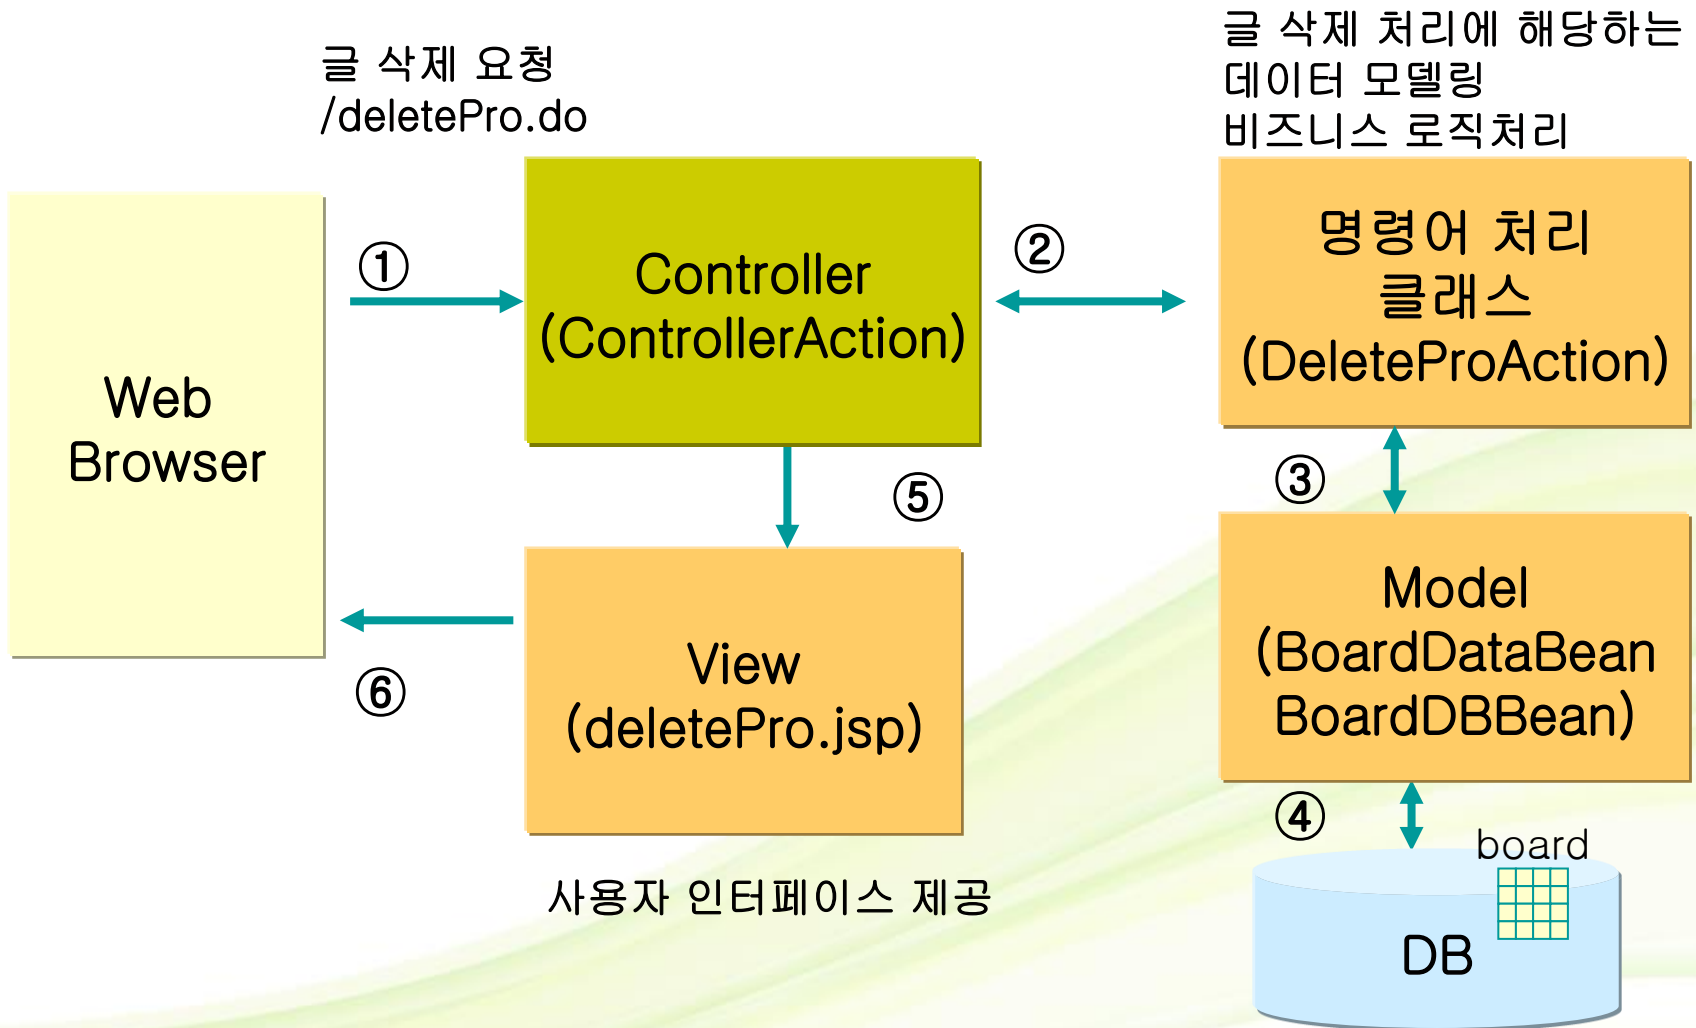 글 삭제 요청
/deletePro.do
글 삭제 처리에 해당하는
데이터 모델링
비즈니스 로직처리
Web
Browser
①
Controller
(ControllerAction)
②
명령어 처리
클래스
(DeleteProAction)
③
⑤
Model
(BoardDataBean
BoardDBBean)
View
(deletePro.jsp)
⑥
④
board
사용자 인터페이스 제공
DB